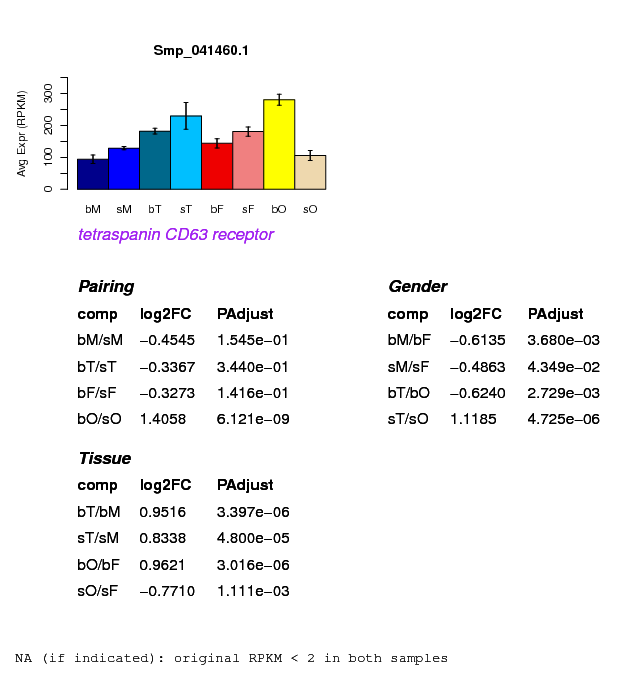 Smp_041460.1
Avg Expr (RPKM)
0 100 200 300
bM sM bT sT bF sF bO sO
tetraspanin CD63 receptor
Pairing
comp log2FC PAdjust
bM/sM −0.4545 1.545e−01
bT/sT −0.3367 3.440e−01
bF/sF −0.3273 1.416e−01
bO/sO 1.4058 6.121e−09
Gender
comp log2FC PAdjust
bM/bF −0.6135 3.680e−03
sM/sF −0.4863 4.349e−02
bT/bO −0.6240 2.729e−03
sT/sO 1.1185 4.725e−06
Tissue
comp log2FC PAdjust
bT/bM 0.9516 3.397e−06
sT/sM 0.8338 4.800e−05
bO/bF 0.9621 3.016e−06
sO/sF −0.7710 1.111e−03
NA (if indicated): original RPKM < 2 in both samples